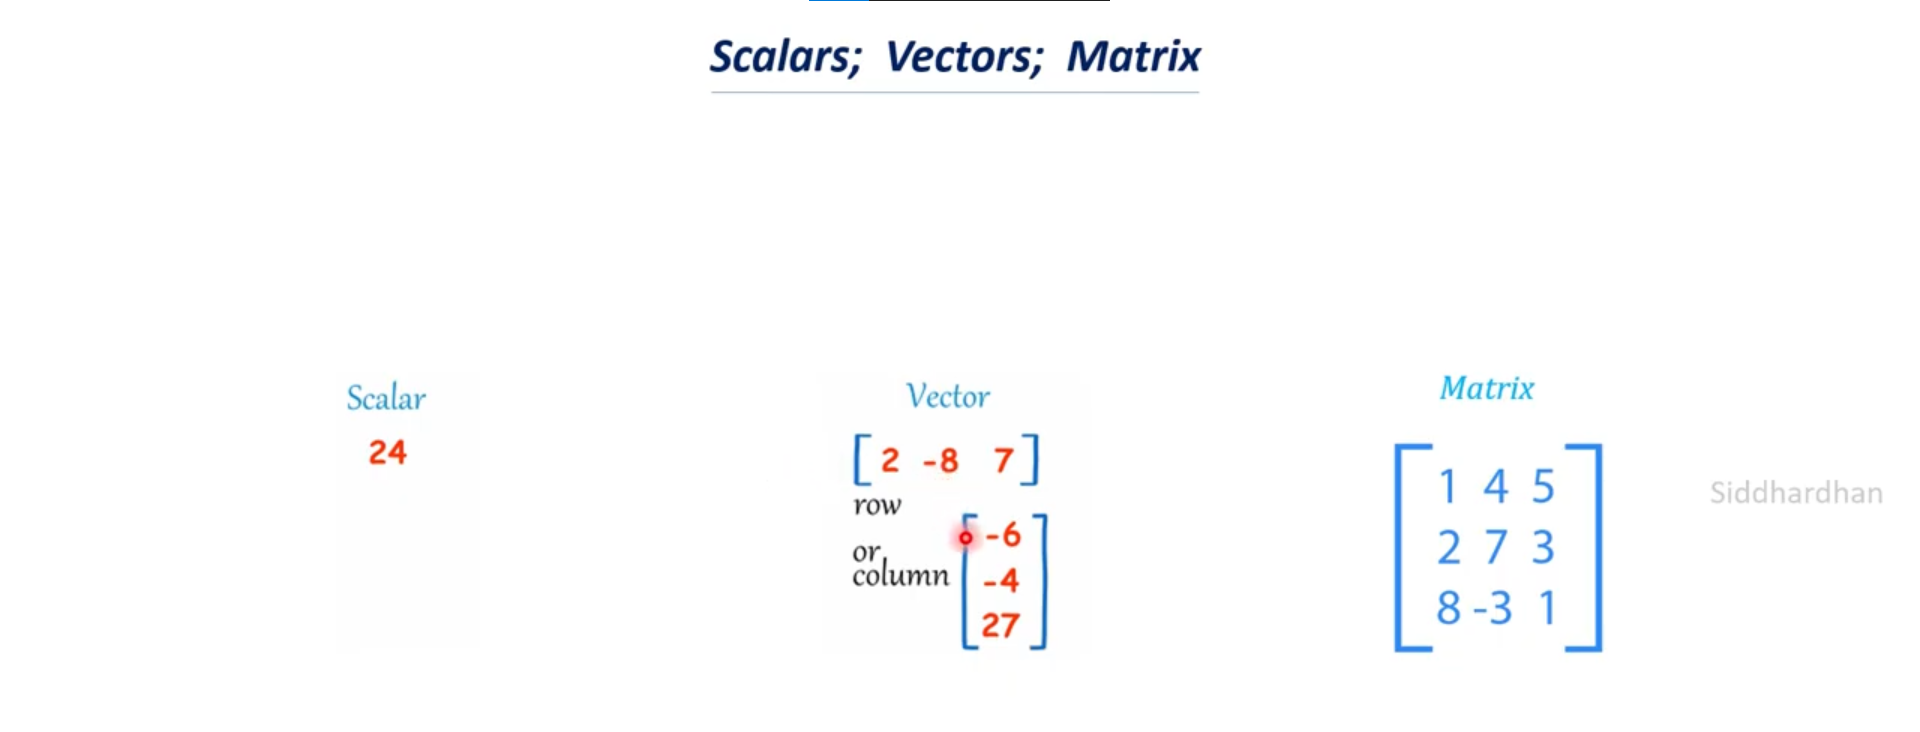 Scalars; Vectors; Matrix
Scalar
24
Vector
[ 2 -8 7 ]
row
or
column
-6
-4
27
Matrix
1 4 5
2 7 3
8 -3 1
Siddhardhan